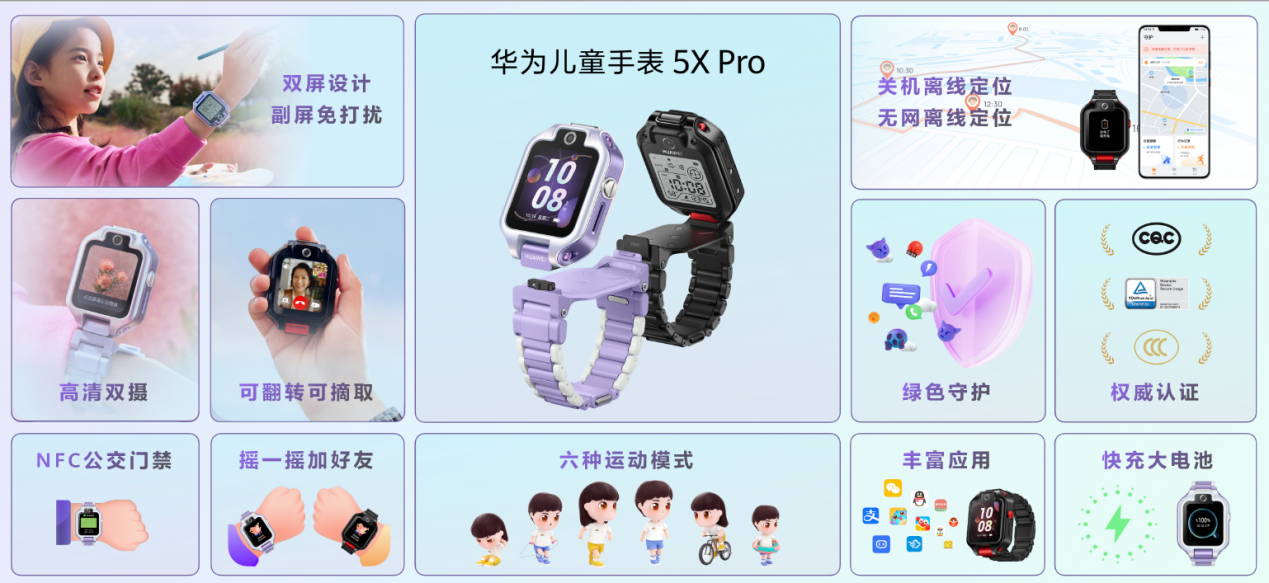 双屏设计
副屏免打扰
华为儿童手表 5X Pro
HUAWEI
10
08
HUAWEI
10:08
关机离线定位
无网离线定位
10:30
12:30
高清双摄
可翻转可摘取
绿色守护
CQC
TÜVRheinland
CCC
权威认证
NFC公交门禁
摇一摇加好友
六种运动模式
丰富应用
10
08
快充大电池
100%